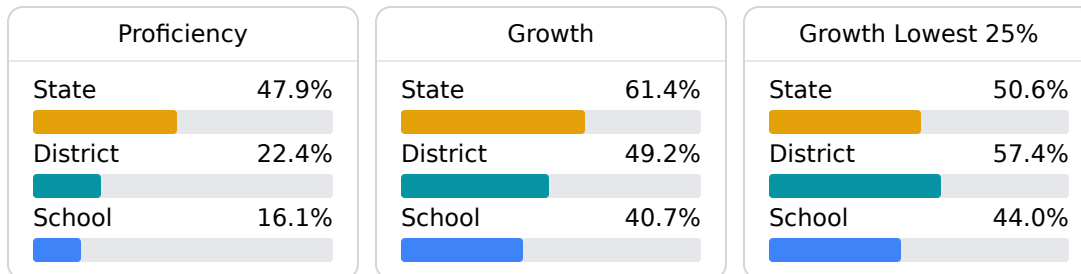 Proficiency
State 47.9%
District 22.4%
School 16.1%
Growth
State 61.4%
District 49.2%
School 40.7%
Growth Lowest 25%
State 50.6%
District 57.4%
School 44.0%